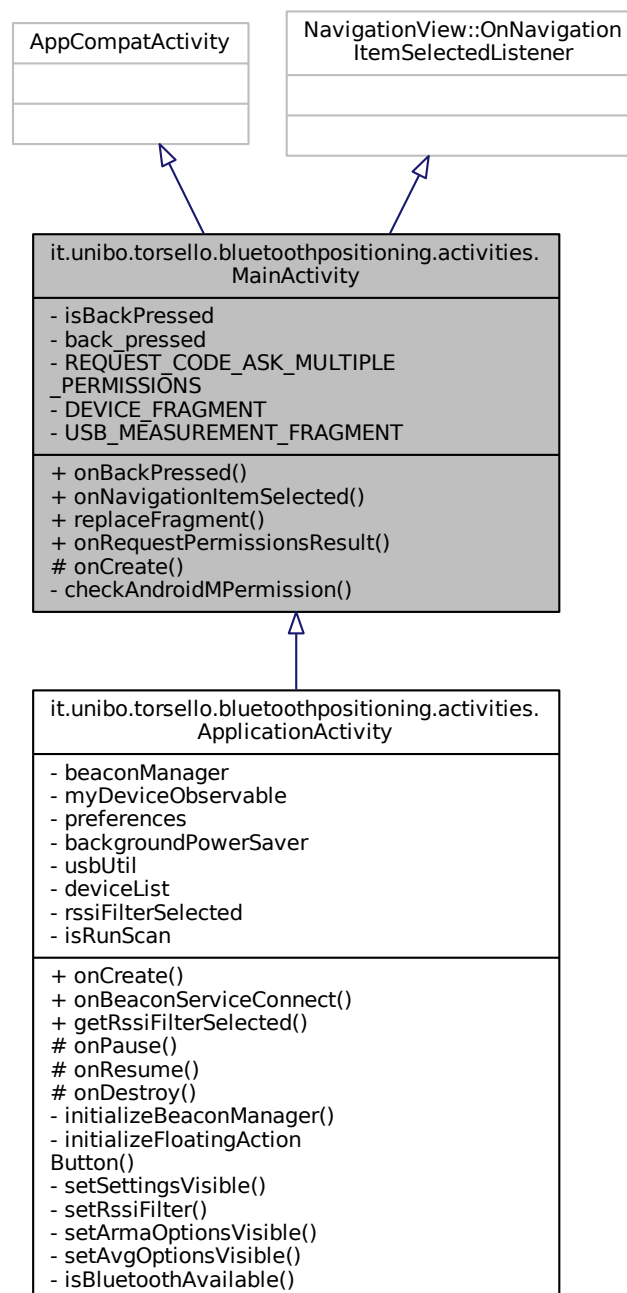 AppCompatActivity
NavigationView::OnNavigation
ItemSelectedListener
it.unibo.torsello.bluetoothpositioning.activities.
MainActivity
- isBackPressed
- back_pressed
- REQUEST_CODE_ASK_MULTIPLE
_PERMISSIONS
- DEVICE_FRAGMENT
- USB_MEASUREMENT_FRAGMENT
+ onBackPressed()
+ onNavigationItemSelected()
+ replaceFragment()
+ onRequestPermissionsResult()
# onCreate()
- checkAndroidMPermission()
it.unibo.torsello.bluetoothpositioning.activities.
ApplicationActivity
- beaconManager
- myDeviceObservable
- preferences
- backgroundPowerSaver
- usbUtil
- deviceList
- rssiFilterSelected
- isRunScan
+ onCreate()
+ onBeaconServiceConnect()
+ getRssiFilterSelected()
# onPause()
# onResume()
# onDestroy()
- initializeBeaconManager()
- initializeFloatingAction
Button()
- setSettingsVisible()
- setRssiFilter()
- setArmaOptionsVisible()
- setAvgOptionsVisible()
- isBluetoothAvailable()